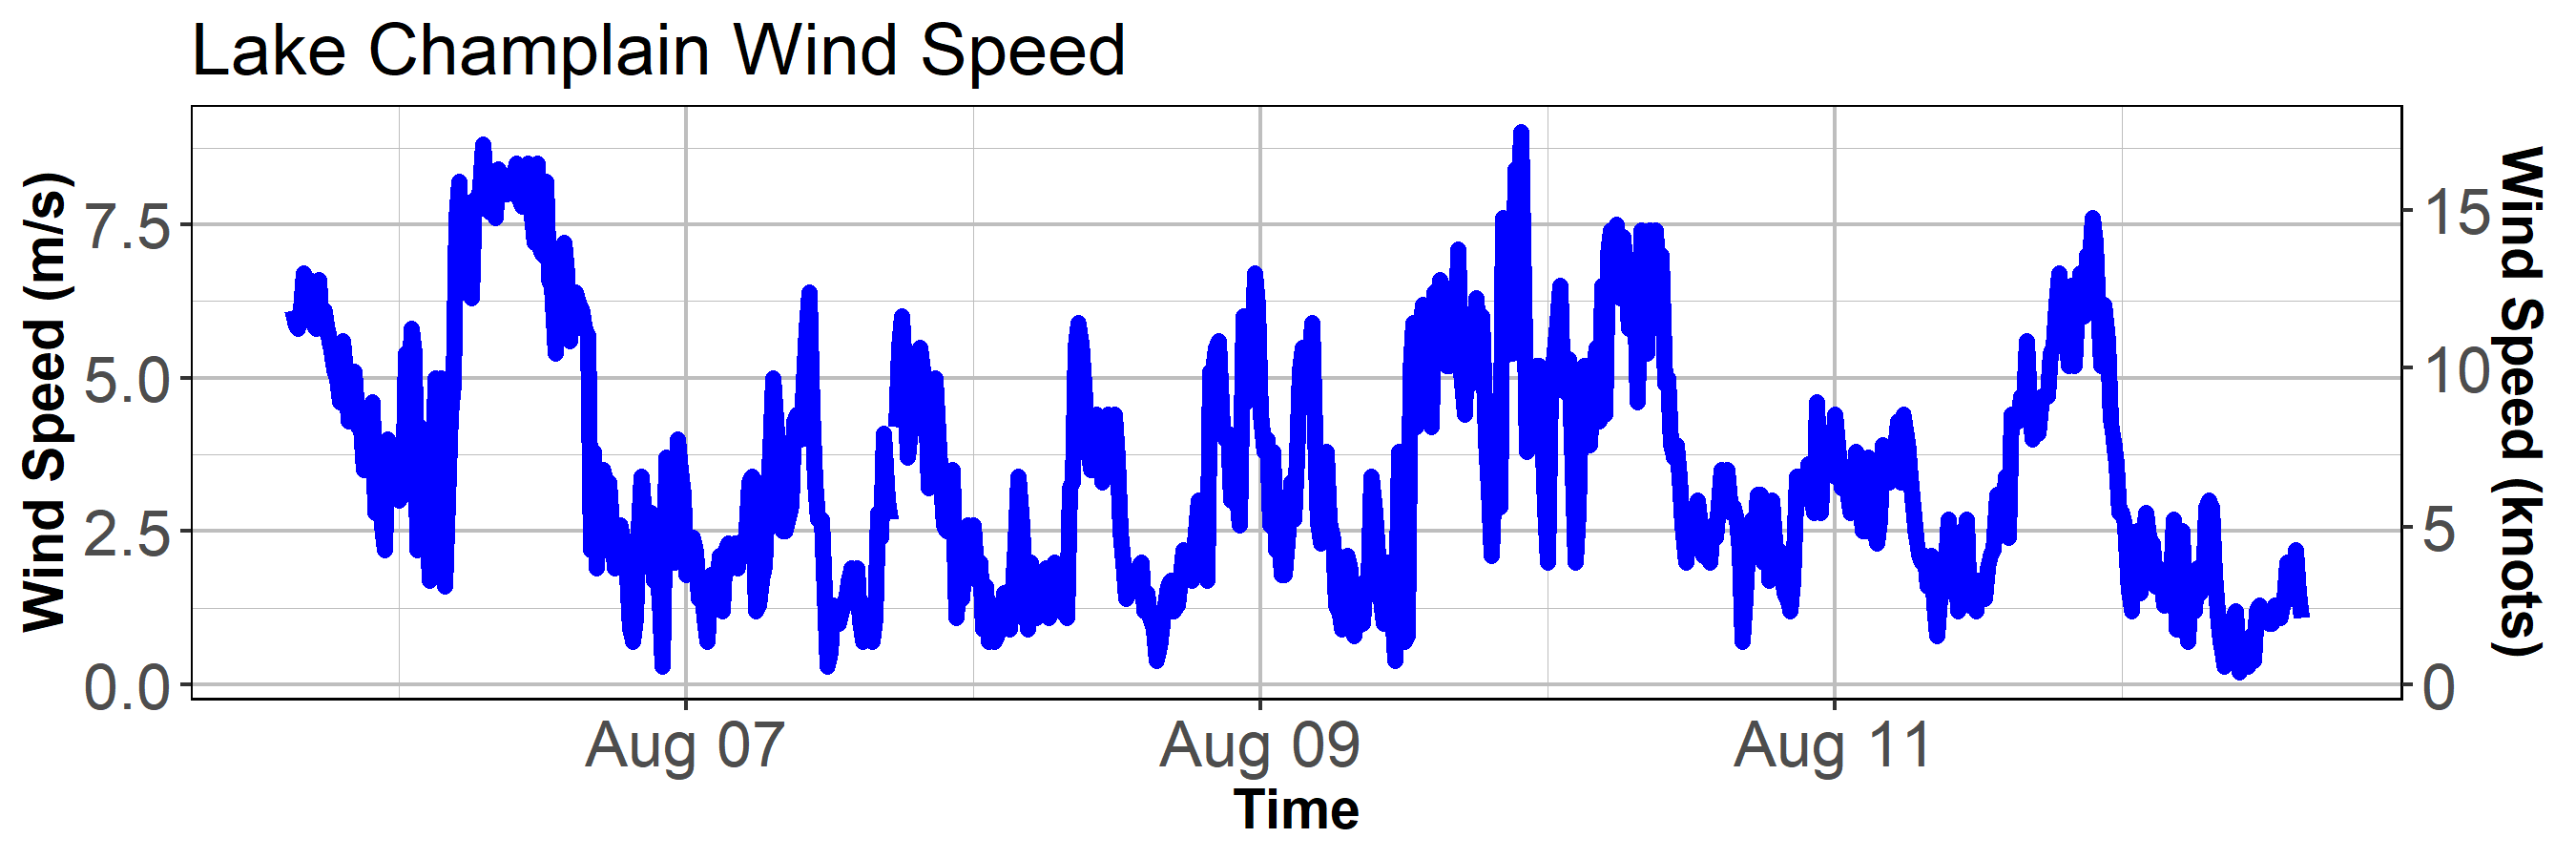 Lake Champlain Wind Speed
Wind Speed (m/s)
7.5
5.0
2.5
0.0
15
10
5
0
Wind Speed (knots)
Aug 07
Aug 09
Aug 11
Time